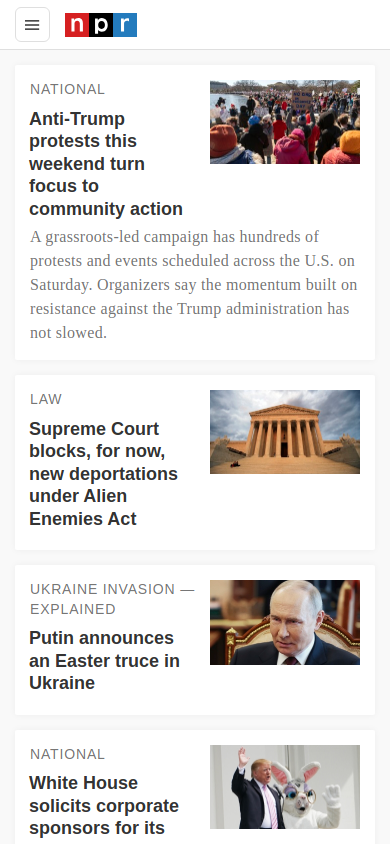 npr
NATIONAL
Anti-Trump
protests this
weekend turn
focus to
community action
A grassroots-led campaign has hundreds of
protests and events scheduled across the U.S. on
Saturday. Organizers say the momentum built on
resistance against the Trump administration has
not slowed.
LAW
Supreme Court
blocks, for now,
new deportations
under Alien
Enemies Act
UKRAINE INVASION —
EXPLAINED
Putin announces
an Easter truce in
Ukraine
NATIONAL
White House
solicits corporate
sponsors for its